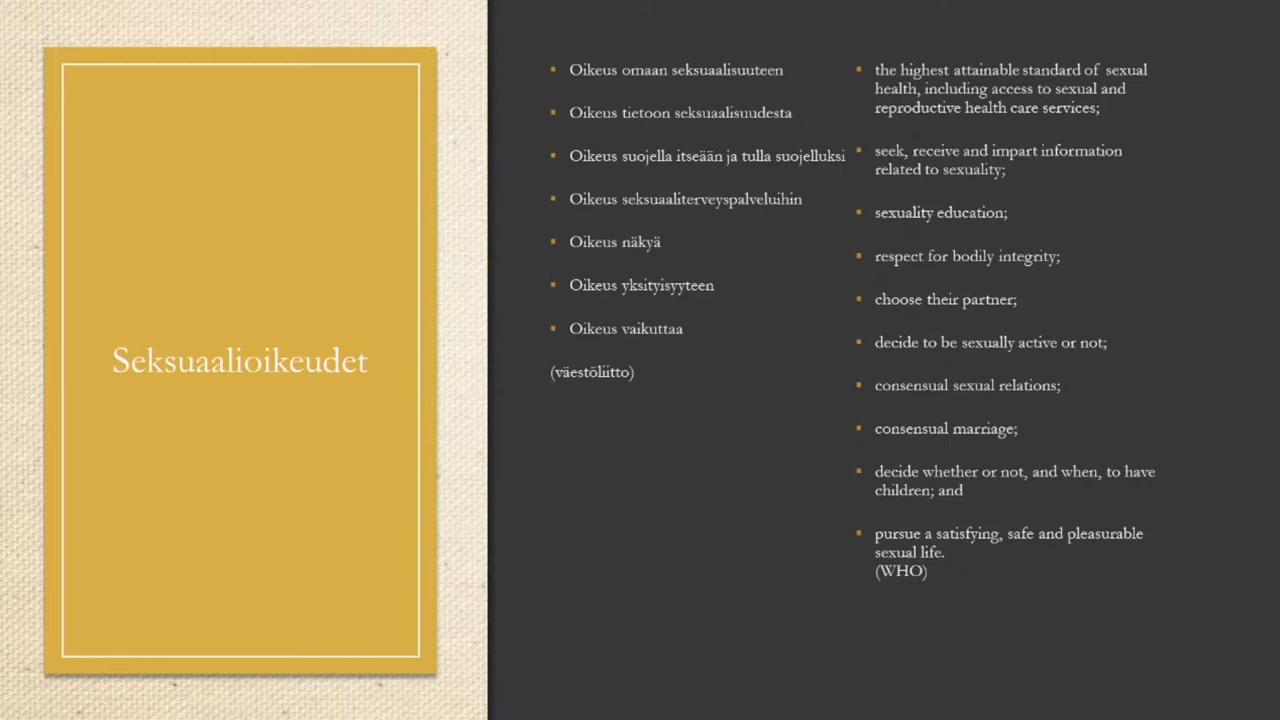 Seksuaalioikeudet
Oikeus omaan seksuaalisuuteen
Oikeus tietoon seksuaalisuudesta
Oikeus suojella itseään ja tulla suojelluksi
Oikeus seksuaaliterveyspalveluihin
Oikeus näkyä
Oikeus yksityisyyteen
Oikeus vaikuttaa
(väestöliitto)
the highest attainable standard of sexual
health, including access to sexual and
reproductive health care services;
seek, receive and impart information
related to sexuality;
sexuality education;
respect for bodily integrity;
choose their partner;
decide to be sexually active or not;
consensual sexual relations;
consensual marriage;
decide whether or not, and when, to have
children; and
pursue a satisfying, safe and pleasurable
sexual life.
(WHO)